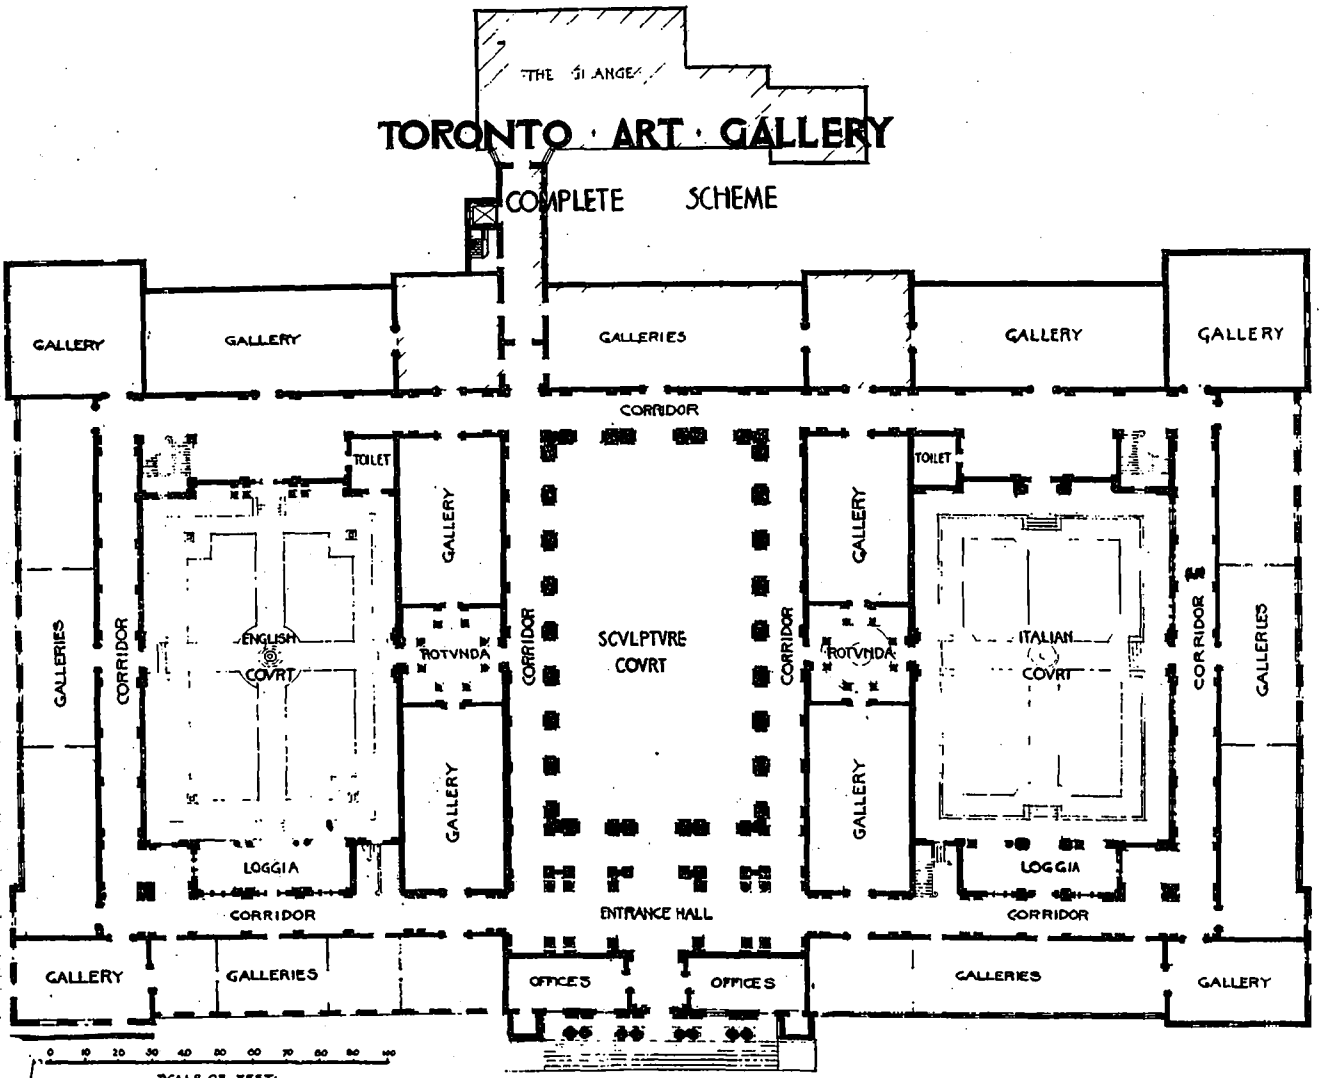 THE GRANGE
TORONTO · ART · GALLERY
COMPLETE SCHEME
GALLERY
GALLERY
GALLERIES
GALLERY
GALLERY
CORRIDOR
TOILET
TOILET
GALLERY
GALLERY
GALLERIES
CORRIDOR
ENGLISH
COVRT
ROTVNDA
CORRIDOR
SCVLPTVRE
COVRT
CORRIDOR
ROTVNDA
ITALIAN
COVRT
CORRIDOR
GALLERIES
GALLERY
GALLERY
LOGGIA
LOGGIA
CORRIDOR
ENTRANCE HALL
CORRIDOR
GALLERY
GALLERIES
OFFICES
OFFICES
GALLERIES
GALLERY
0 10 20 30 40 50 60 70 80 90 100
SCALE OF FEET